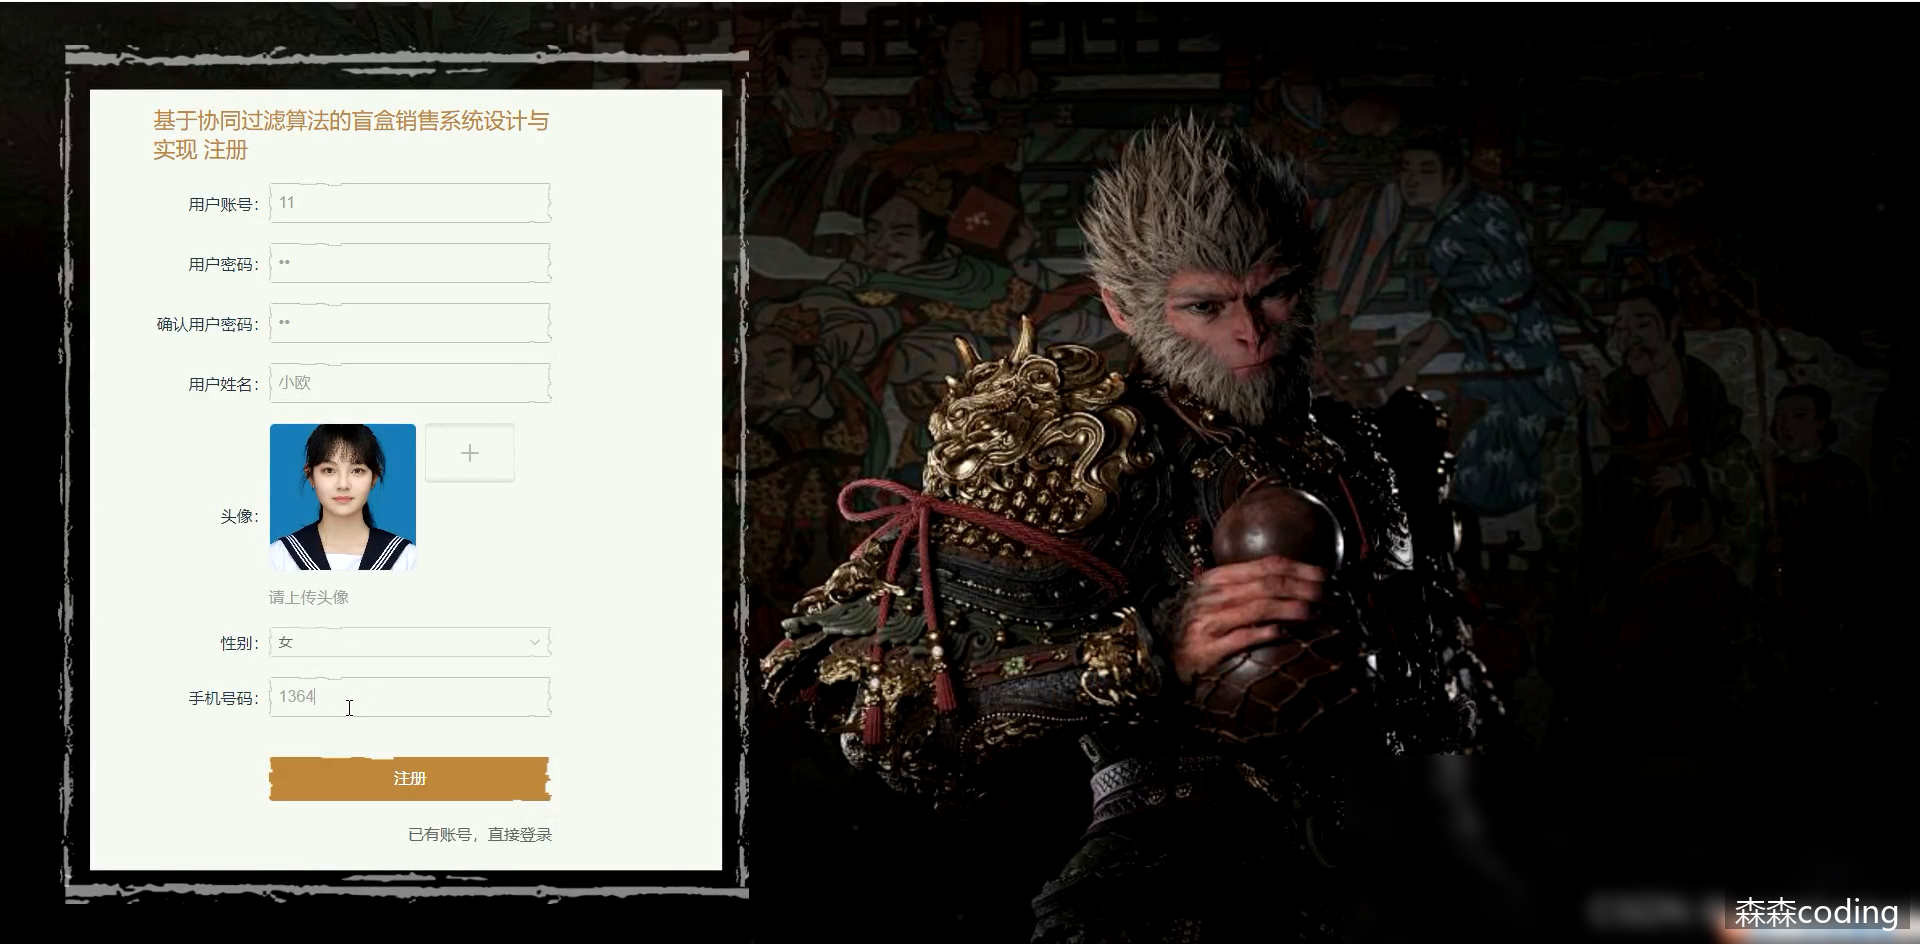 基于协同过滤算法的盲盒销售系统设计与
实现 注册
用户账号: 11
用户密码: ••
确认用户密码: ••
用户姓名: 小欧
头像:
请上传头像
性别: 女
手机号码: 1364
注册
已有账号，直接登录
森森coding